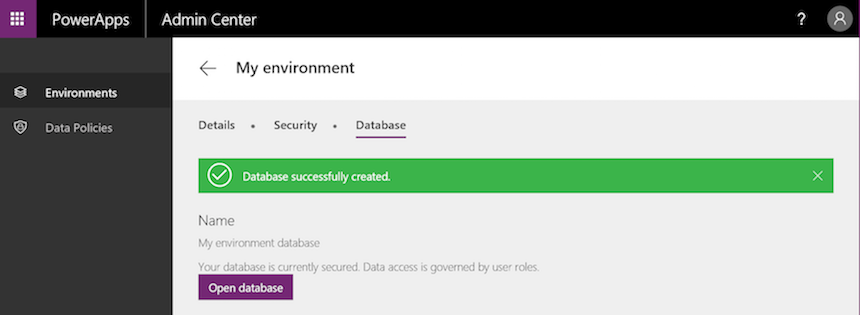 PowerApps Admin Center ?
My environment
Environments
Data Policies
Details • Security • Database
Database successfully created.
Name
My environment database
Your database is currently secured. Data access is governed by user roles.
Open database